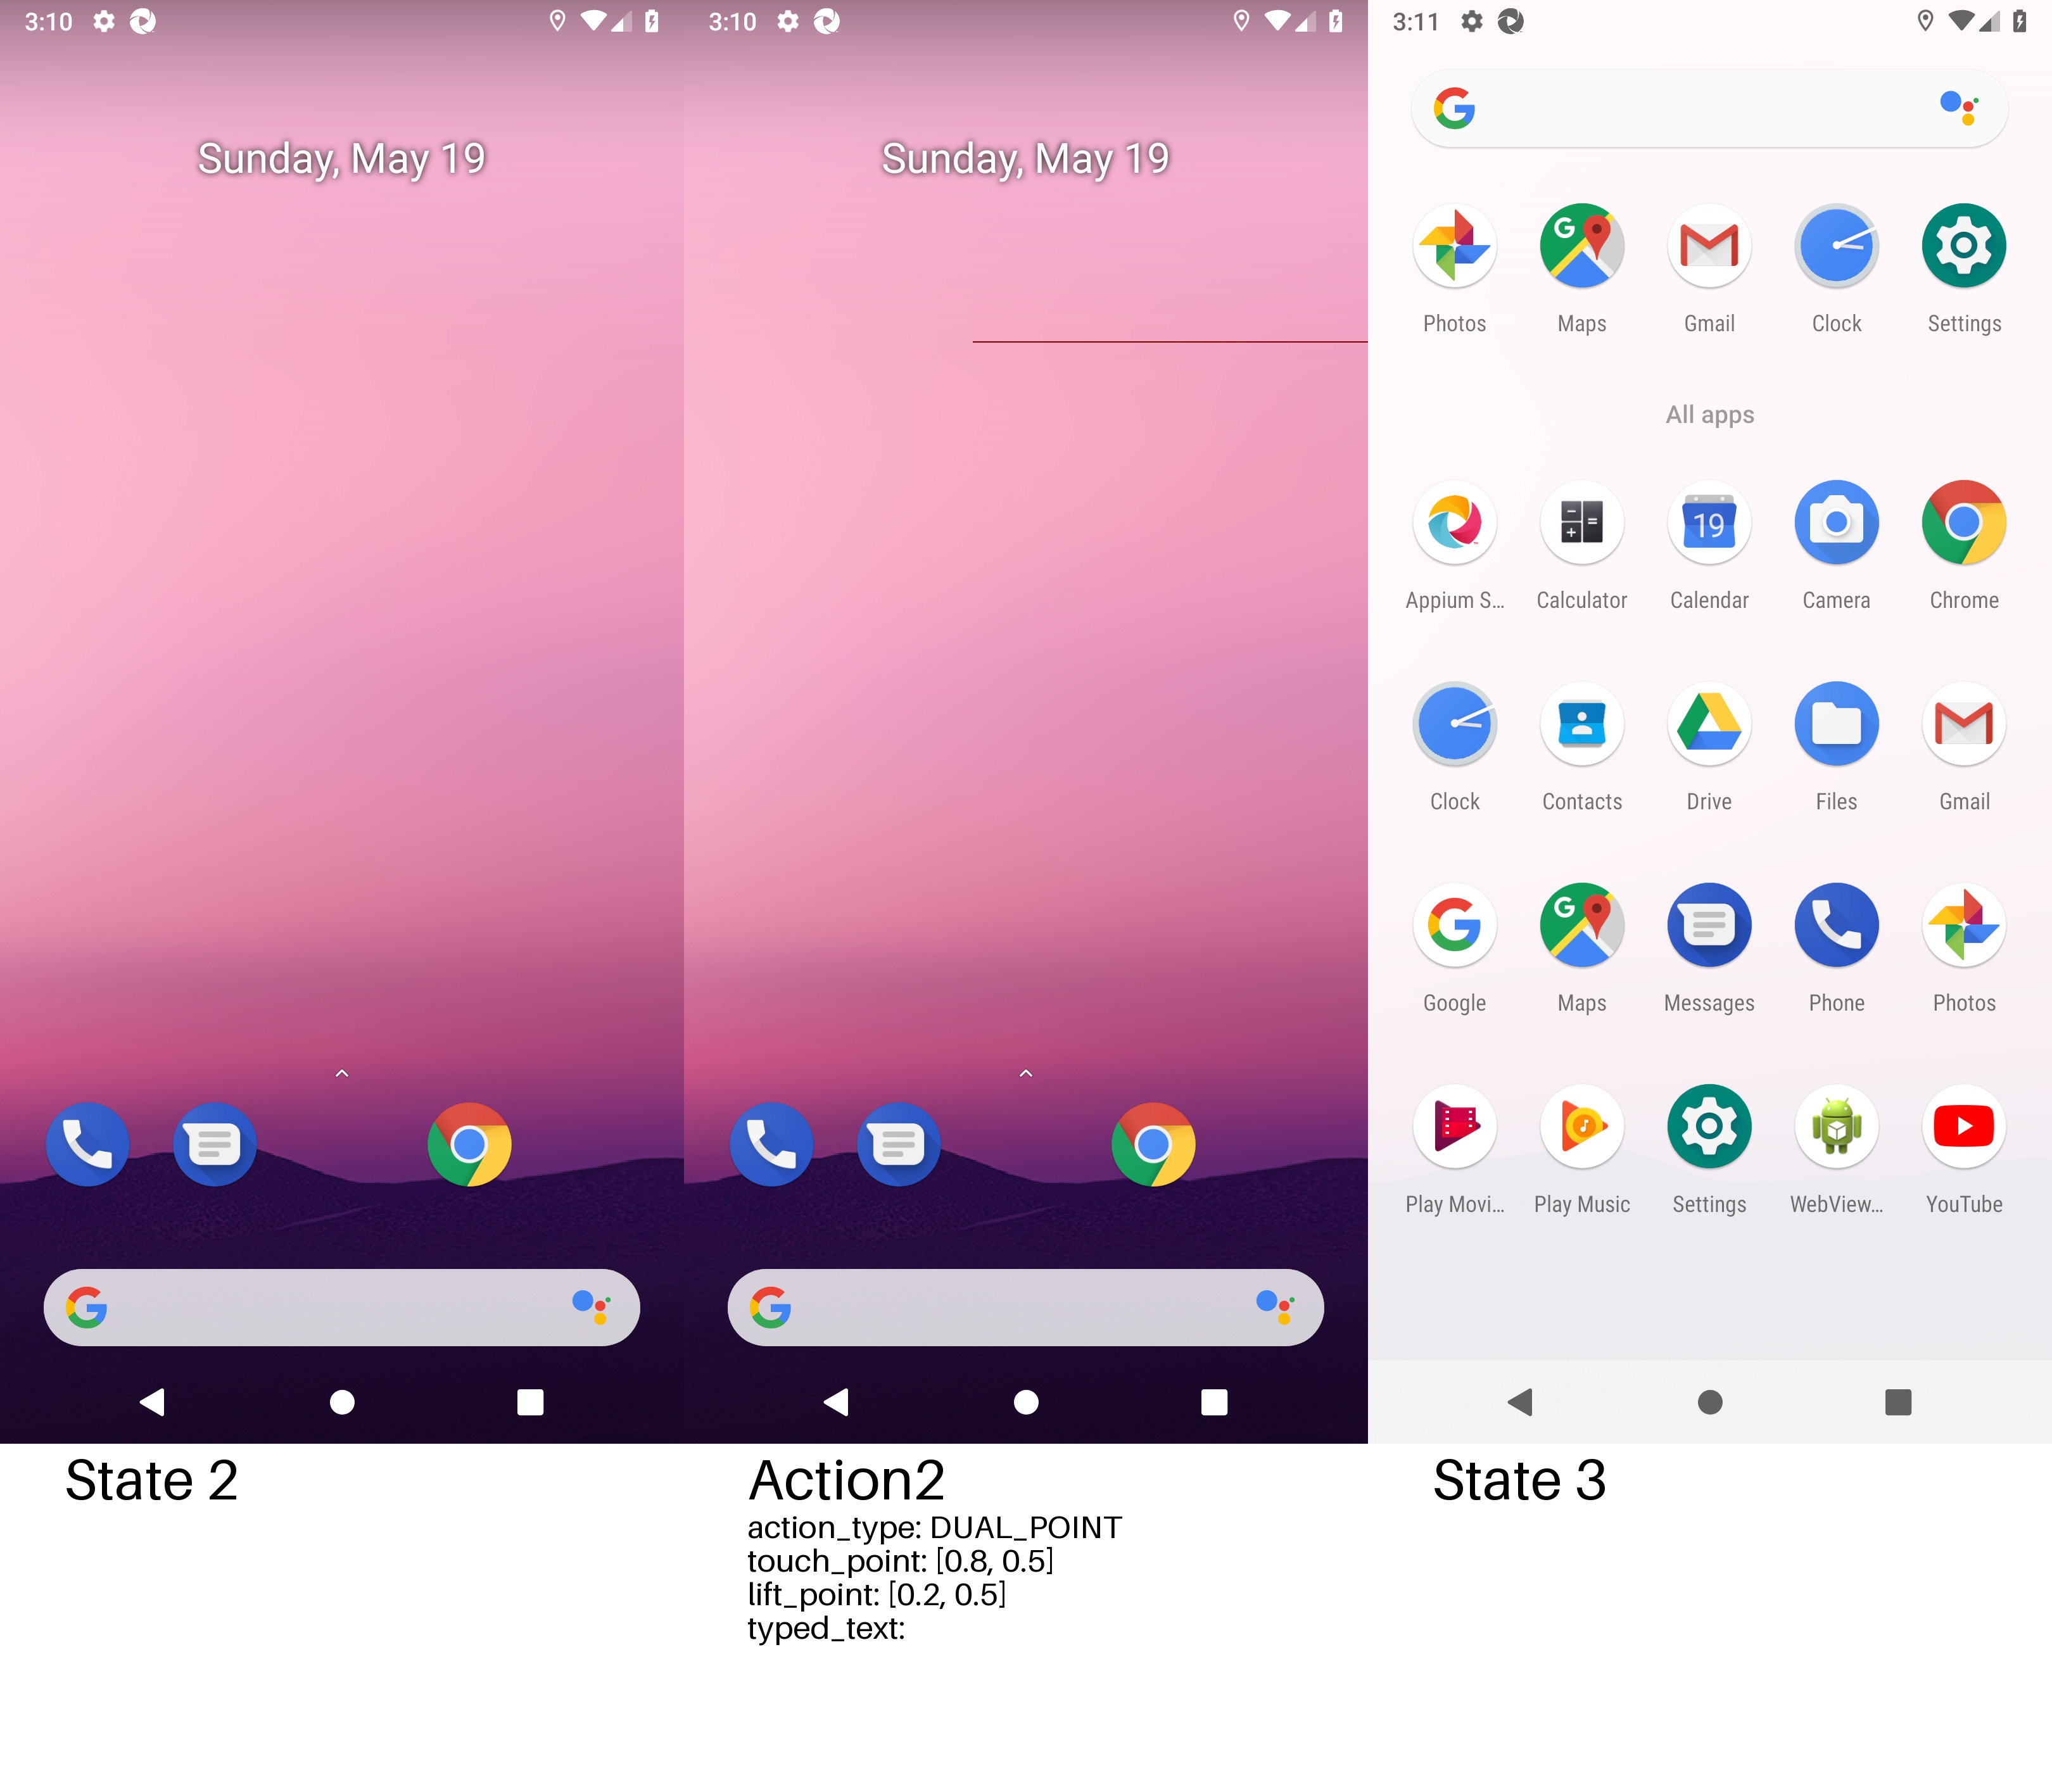 3:10
Sunday, May 19
State 2
3:10
Sunday, May 19
Action2
action_type: DUAL_POINT
touch_point: [0.8, 0.5]
lift_point: [0.2, 0.5]
typed_text:
3:11
Photos Maps Gmail Clock Settings
All apps
Appium S... Calculator Calendar Camera Chrome
19
Clock Contacts Drive Files Gmail
Google Maps Messages Phone Photos
Play Movi... Play Music Settings WebView... YouTube
State 3